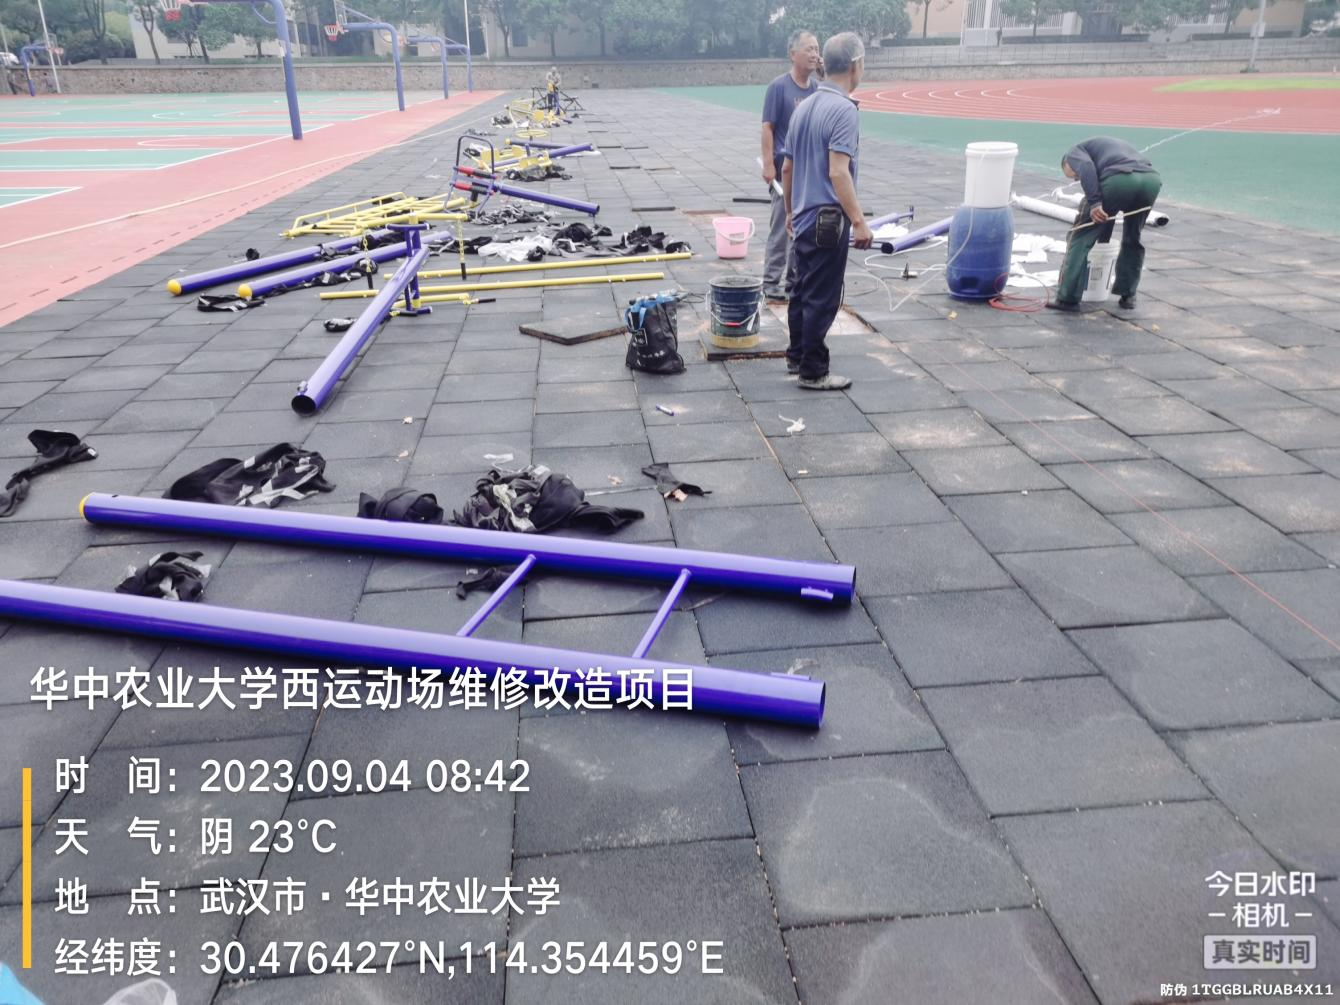 华中农业大学西运动场维修改造项目
时 间：2023.09.04 08:42
天 气：阴 23°C
地 点：武汉市·华中农业大学
经纬度：30.476427°N,114.354459°E
今日水印
-相机-
真实时间
防伪 1TGGBLRUAB4X11